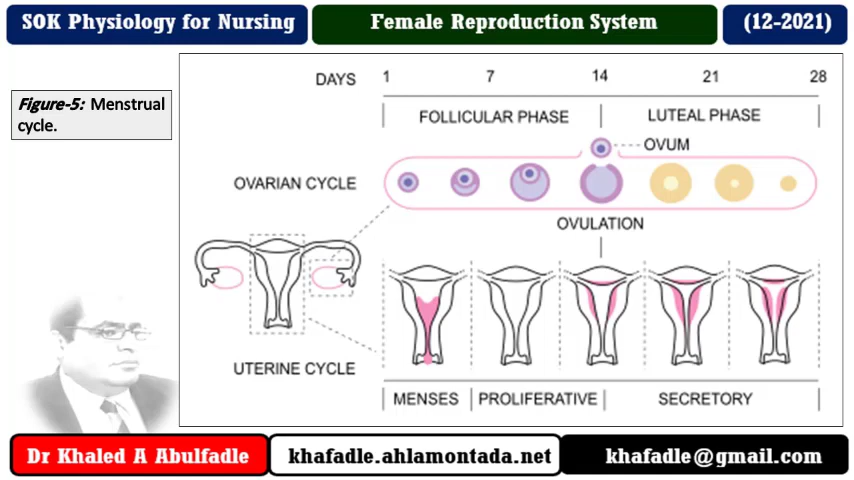 SOK Physiology for Nursing
Female Reproduction System
(12-2021)
Figure-5: Menstrual
cycle.
DAYS 1 7 14 21 28
FOLLICULAR PHASE LUTEAL PHASE
OVUM
OVARIAN CYCLE
OVULATION
UTERINE CYCLE
MENSES PROLIFERATIVE SECRETORY
Dr Khaled A Abulfadle
khafadle.ahlamontada.net
khafadle@gmail.com